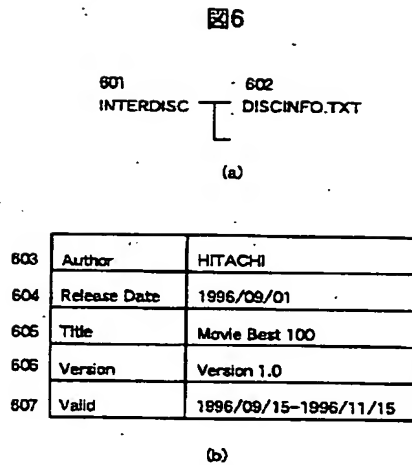 図6
601 602
INTERDISC DISCINFO.TXT
(a)
603 Author HITACHI
604 Release Date 1996/09/01
605 Title Movie Best 100
606 Version Version 1.0
607 Valid 1996/09/15-1996/11/15
(b)